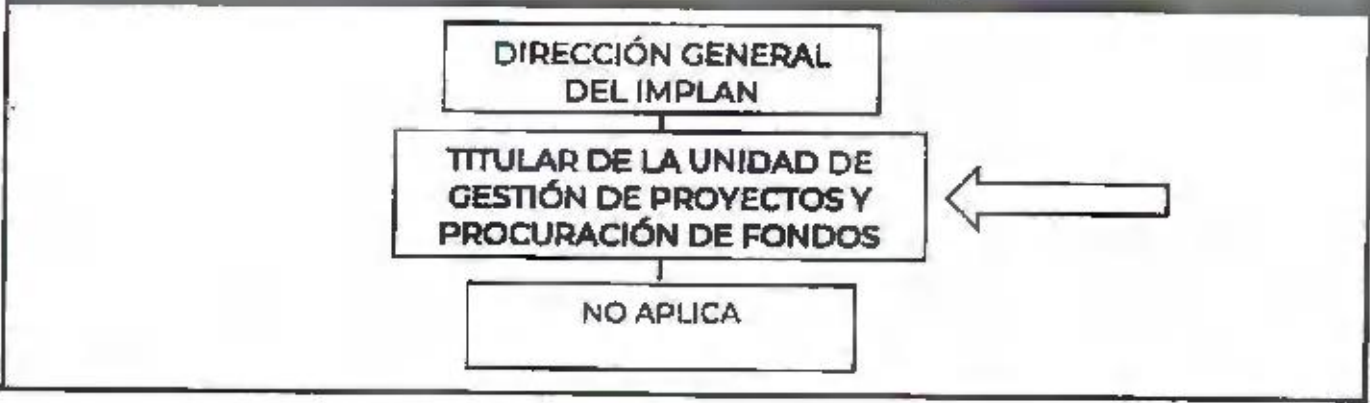 DIRECCIÓN GENERAL
DEL IMPLAN
TITULAR DE LA UNIDAD DE
GESTIÓN DE PROYECTOS Y
PROCURACIÓN DE FONDOS
NO APLICA